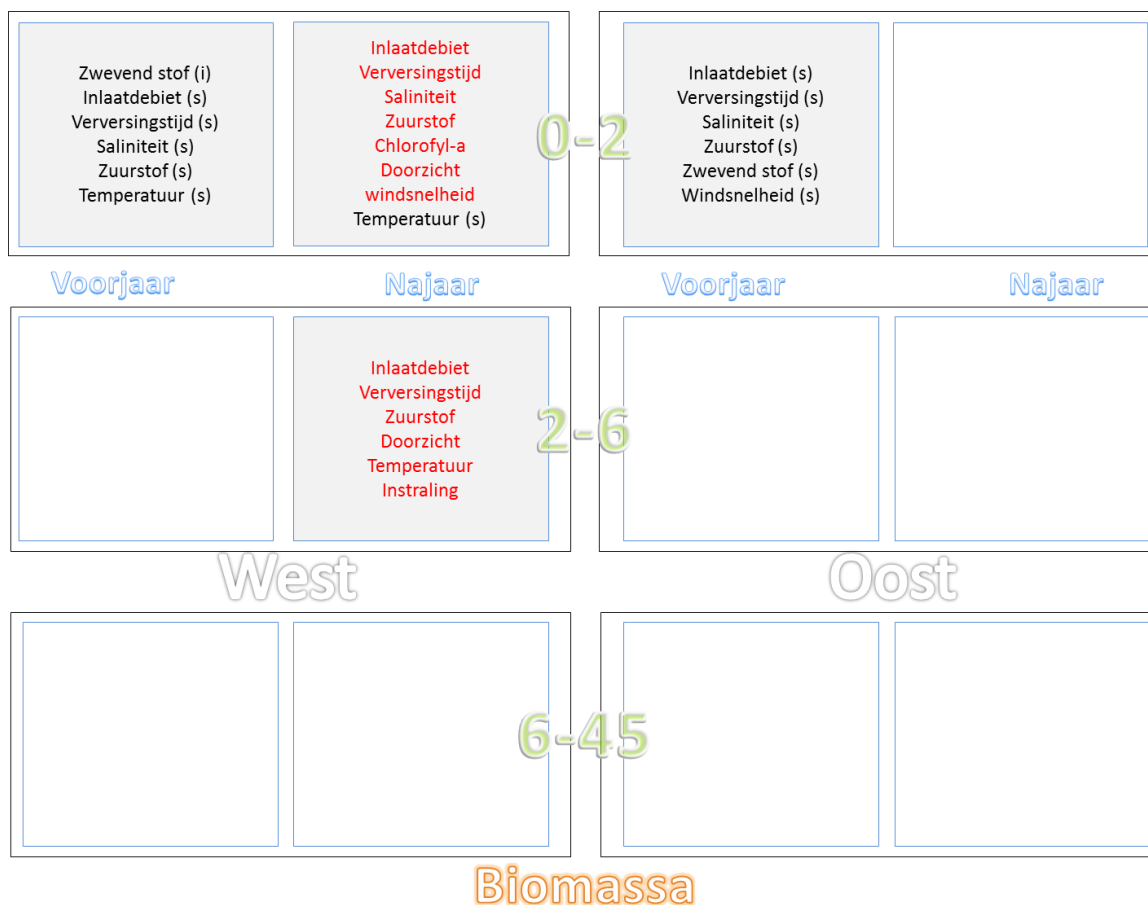 Zwevend stof (i)
Inlaatdebiet (s)
Verversingstijd (s)
Saliniteit (s)
Zuurstof (s)
Temperatuur (s)
Inlaatdebiet
Verversingstijd
Saliniteit
Zuurstof
Chlorofyl-a
Doorzicht
windsnelheid
Temperatuur (s)
0-2
Inlaatdebiet (s)
Verversingstijd (s)
Saliniteit (s)
Zuurstof (s)
Zwevend stof (s)
Windsnelheid (s)
Voorjaar
Najaar
Voorjaar
Najaar
Inlaatdebiet
Verversingstijd
Zuurstof
Doorzicht
Temperatuur
Instraling
2-6
West
Oost
6-45
Biomassa